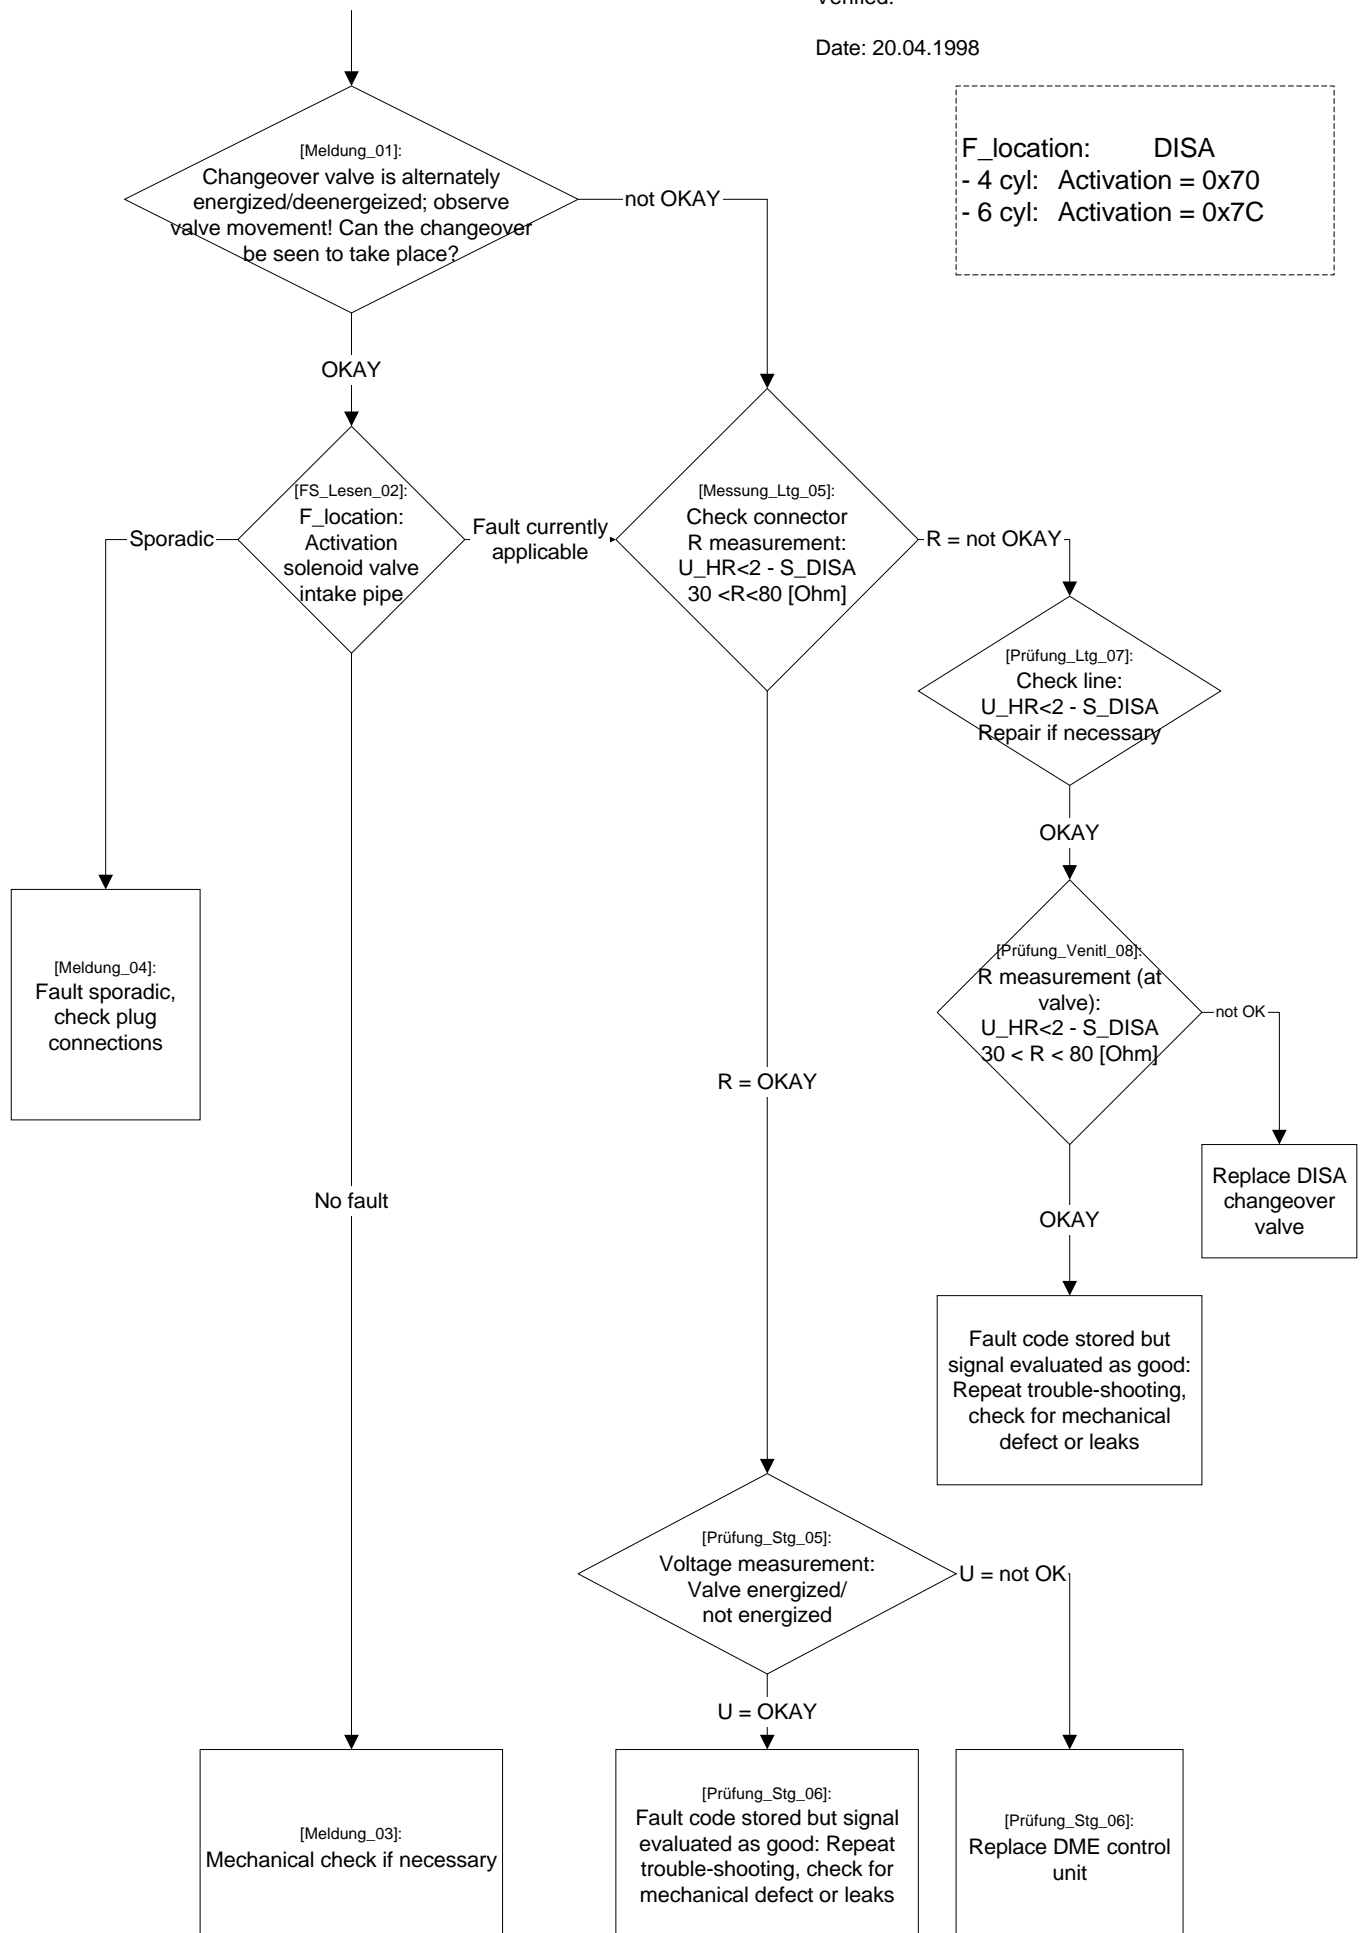 Verified:
Date: 20.04.1998
F_location: DISA
- 4 cyl: Activation = 0x70
- 6 cyl: Activation = 0x7C
[Meldung_01]:
Changeover valve is alternately
energized/deenergeized; observe
valve movement! Can the changeover
be seen to take place?
not OKAY
OKAY
[FS_Lesen_02]:
F_location:
Activation
solenoid valve
intake pipe
Sporadic
Fault currently
applicable
[Messung_Ltg_05]:
Check connector
R measurement:
U_HR<2 - S_DISA
30 <R<80 [Ohm]
R = not OKAY
[Prüfung_Ltg_07]:
Check line:
U_HR<2 - S_DISA
Repair if necessary
OKAY
[Meldung_04]:
Fault sporadic,
check plug
connections
[Prüfung_Venitl_08]:
R measurement (at
valve):
U_HR<2 - S_DISA
30 < R < 80 [Ohm]
not OK
R = OKAY
Replace DISA
changeover
valve
No fault
OKAY
Fault code stored but
signal evaluated as good:
Repeat trouble-shooting,
check for mechanical
defect or leaks
[Prüfung_Stg_05]:
Voltage measurement:
Valve energized/
not energized
U = not OK
U = OKAY
[Meldung_03]:
Mechanical check if necessary
[Prüfung_Stg_06]:
Fault code stored but signal
evaluated as good: Repeat
trouble-shooting, check for
mechanical defect or leaks
[Prüfung_Stg_06]:
Replace DME control
unit